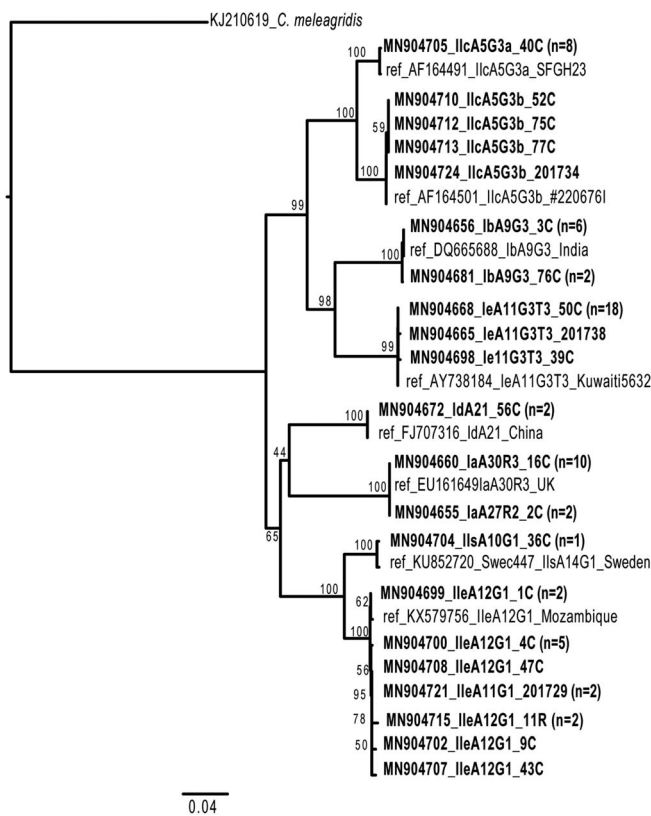 KJ210619_C. meleagridis
MN904705_IIcA5G3a_40C (n=8)
100
ref_AF164491_IIcA5G3a_SFGH23
MN904710_IIcA5G3b_52C
100
59
MN904712_IIcA5G3b_75C
MN904713_IIcA5G3b_77C
100
MN904724_IIcA5G3b_201734
ref_AF164501_IIcA5G3b_#220676I
99
MN904656_IbA9G3_3C (n=6)
ref_DQ665688_IbA9G3_India
100
MN904681_IbA9G3_76C (n=2)
98
MN904668_IeA11G3T3_50C (n=18)
MN904665_IeA11G3T3_201738
99
MN904698_Ie11G3T3_39C
ref_AY738184_IeA11G3T3_Kuwaiti5632
100
MN904672_IdA21_56C (n=2)
ref_FJ707316_IdA21_China
44
MN904660_IaA30R3_16C (n=10)
ref_EU161649IaA30R3_UK
100
MN904655_IaA27R2_2C (n=2)
65
100
MN904704_IIsA10G1_36C (n=1)
ref_KU852720_Swec447_IIsA14G1_Sweden
100
MN904699_IIeA12G1_1C (n=2)
62
ref_KX579756_IIeA12G1_Mozambique
100
MN904700_IIeA12G1_4C (n=5)
56
MN904708_IIeA12G1_47C
95
MN904721_IIeA11G1_201729 (n=2)
78
MN904715_IIeA12G1_11R (n=2)
50
MN904702_IIeA12G1_9C
MN904707_IIeA12G1_43C
0.04